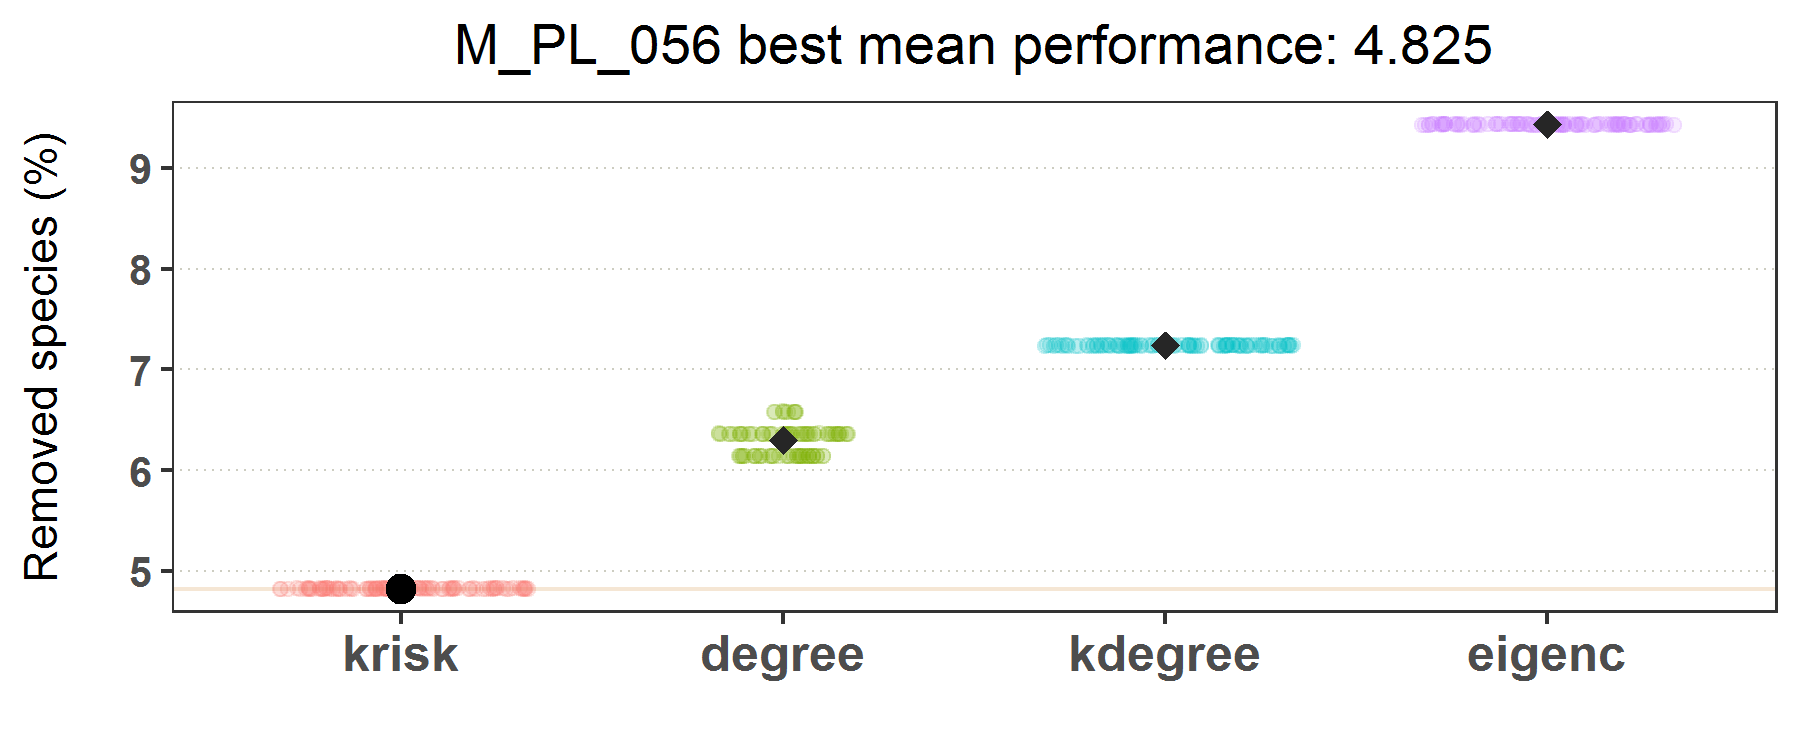 M_PL_056 best mean performance: 4.825
Removed species (%)
9
8
7
6
5
krisk
degree
kdegree
eigenc